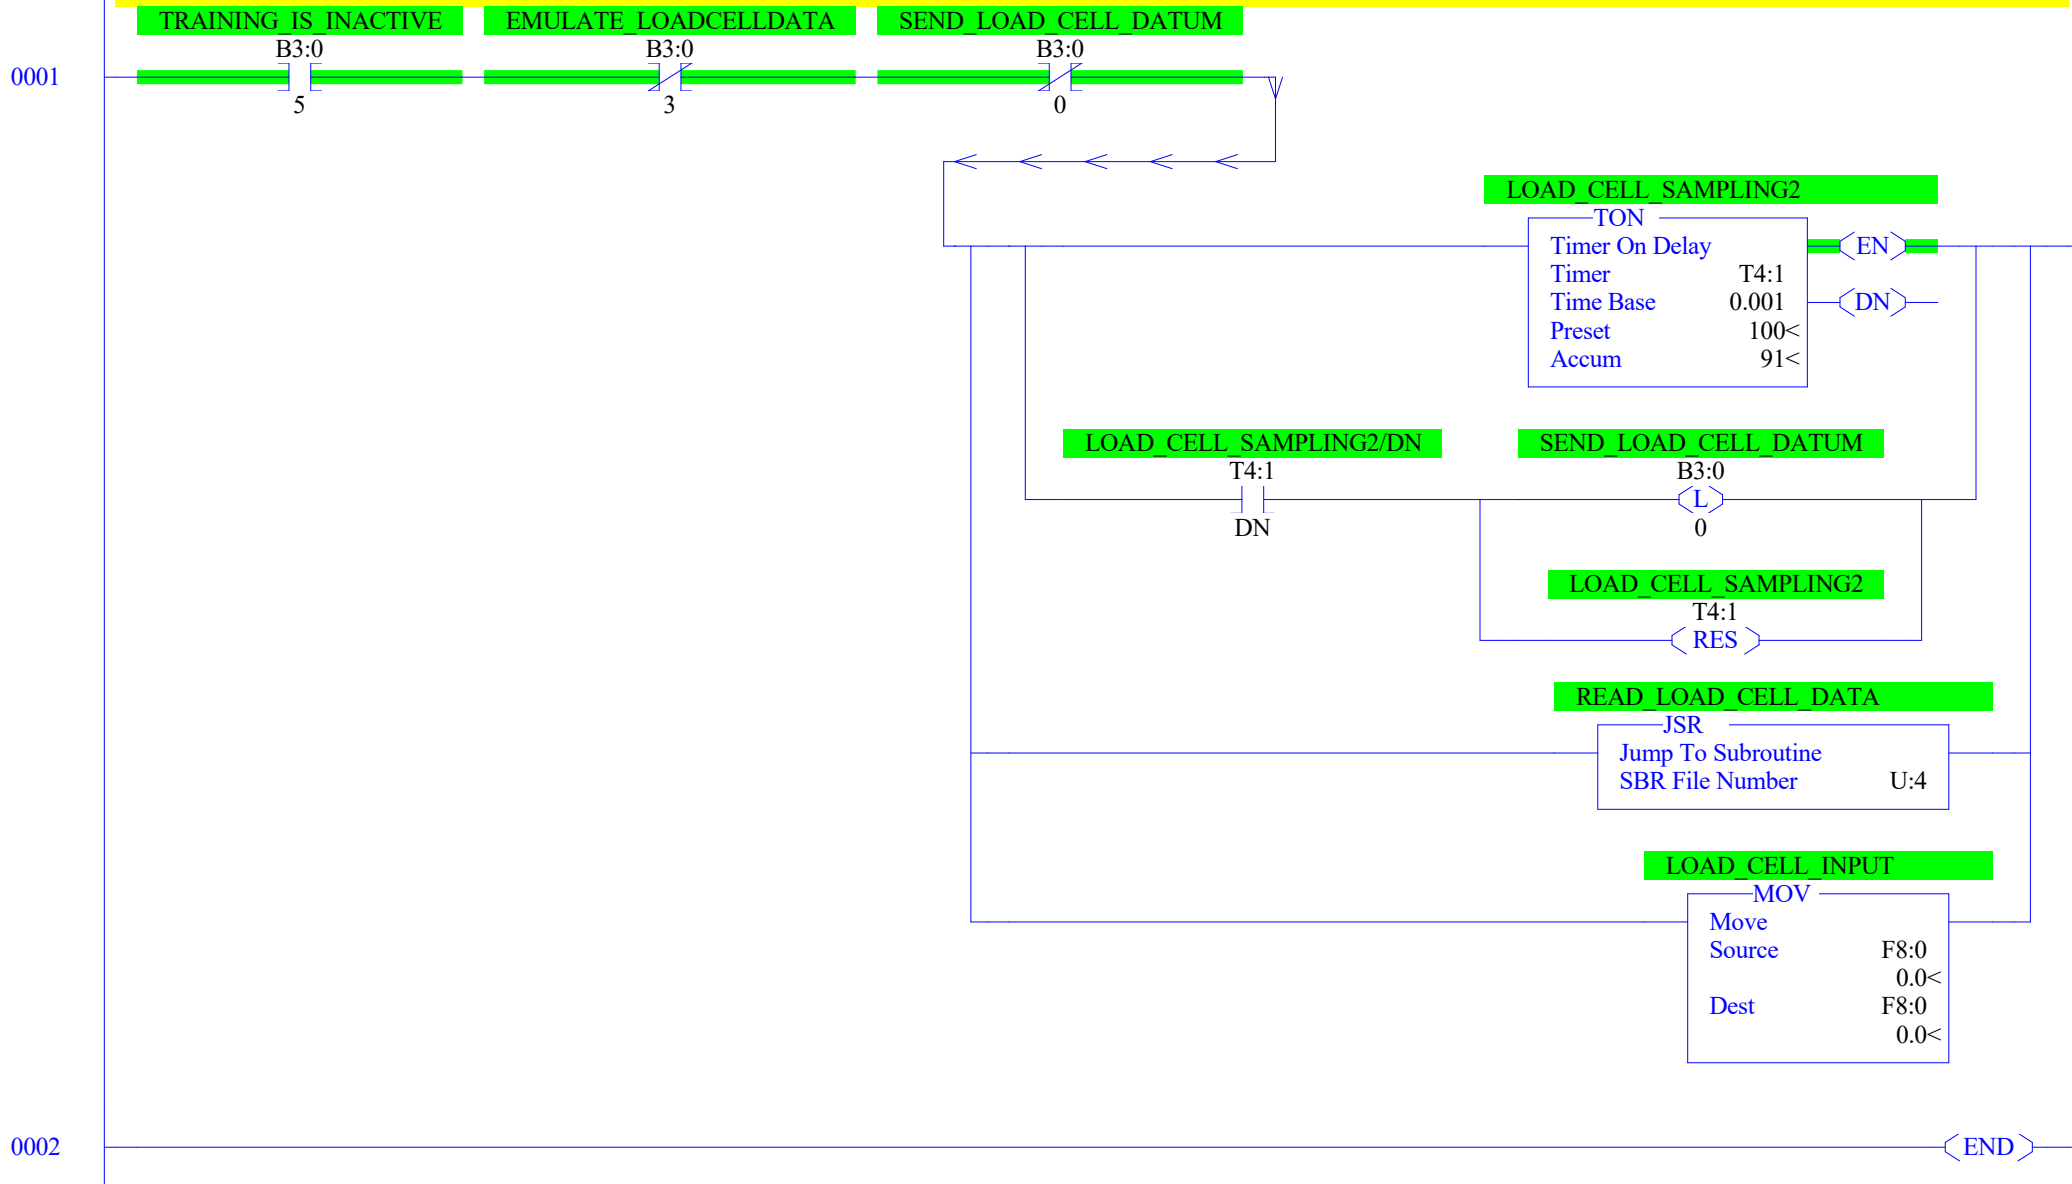 TRAINING_IS_INACTIVE EMULATE_LOADCELLDATA SEND_LOAD_CELL_DATUM
B3:0 B3:0 B3:0
0001
5 3 0
LOAD_CELL_SAMPLING2
TON
Timer On Delay EN
Timer T4:1
Time Base 0.001 DN
Preset 100<
Accum 91<
LOAD_CELL_SAMPLING2/DN SEND_LOAD_CELL_DATUM
T4:1 B3:0
L
DN 0
LOAD_CELL_SAMPLING2
T4:1
RES
READ_LOAD_CELL_DATA
JSR
Jump To Subroutine
SBR File Number U:4
LOAD_CELL_INPUT
MOV
Move
Source F8:0
0.0<
Dest F8:0
0.0<
0002 END